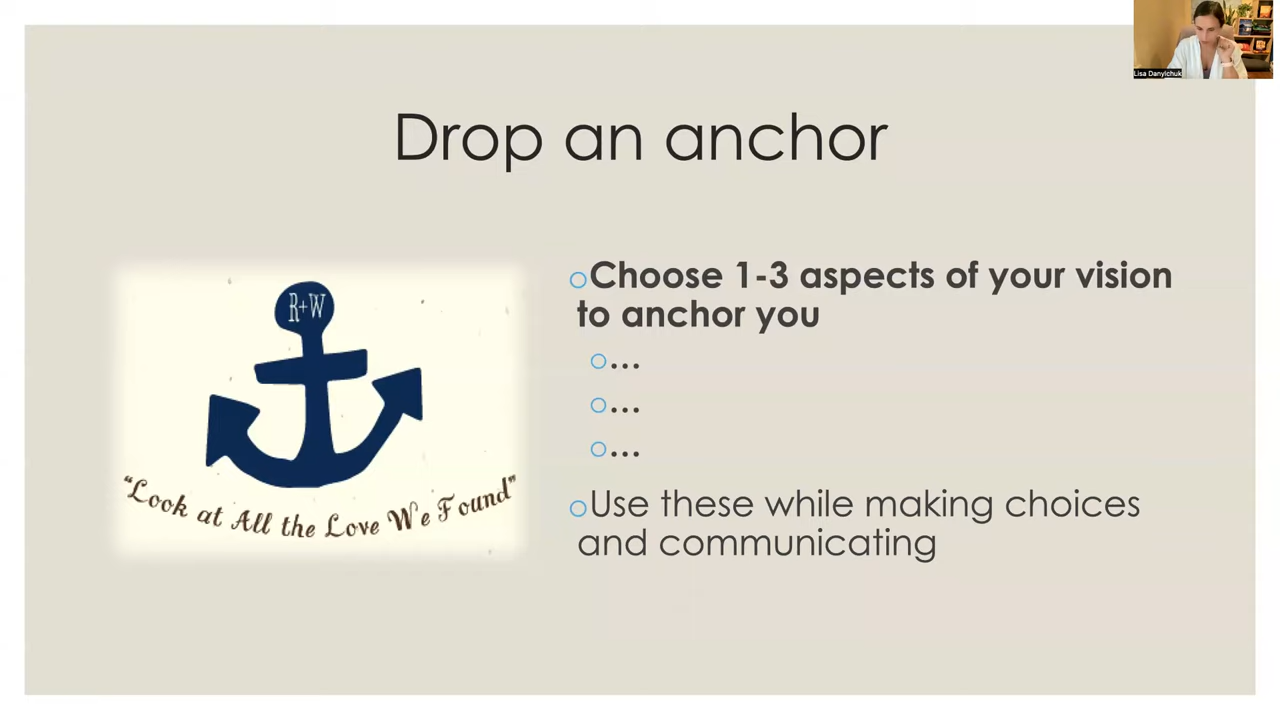 Lisa Danylchuk
Drop an anchor
Choose 1-3 aspects of your vision
to anchor you
...
...
...
Use these while making choices
and communicating
R+W
"Look at All the Love We Found"